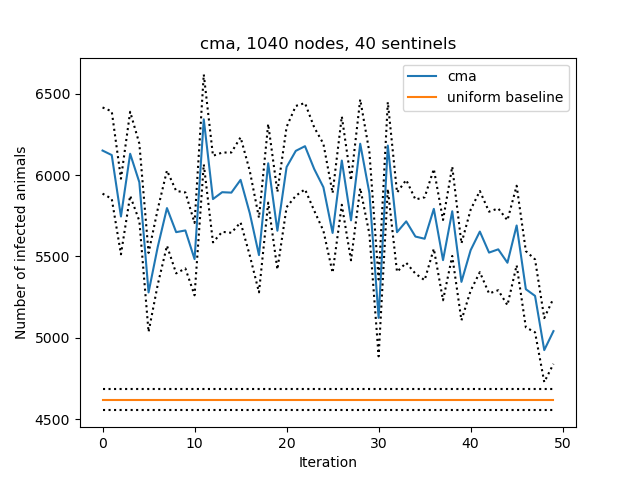 cma, 1040 nodes, 40 sentinels
cma
uniform baseline
Number of infected animals
6500
6000
5500
5000
4500
0 10 20 30 40 50
Iteration